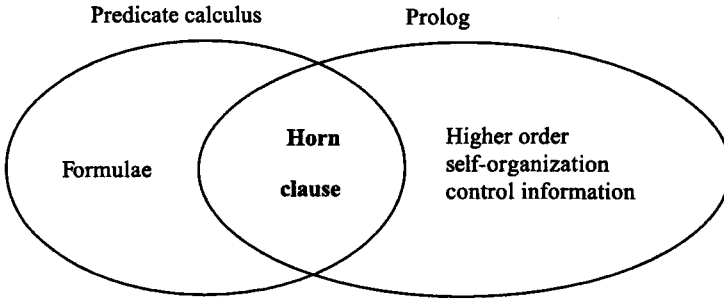 Predicate calculus
Prolog
Formulae
Horn
clause
Higher order
self-organization
control information